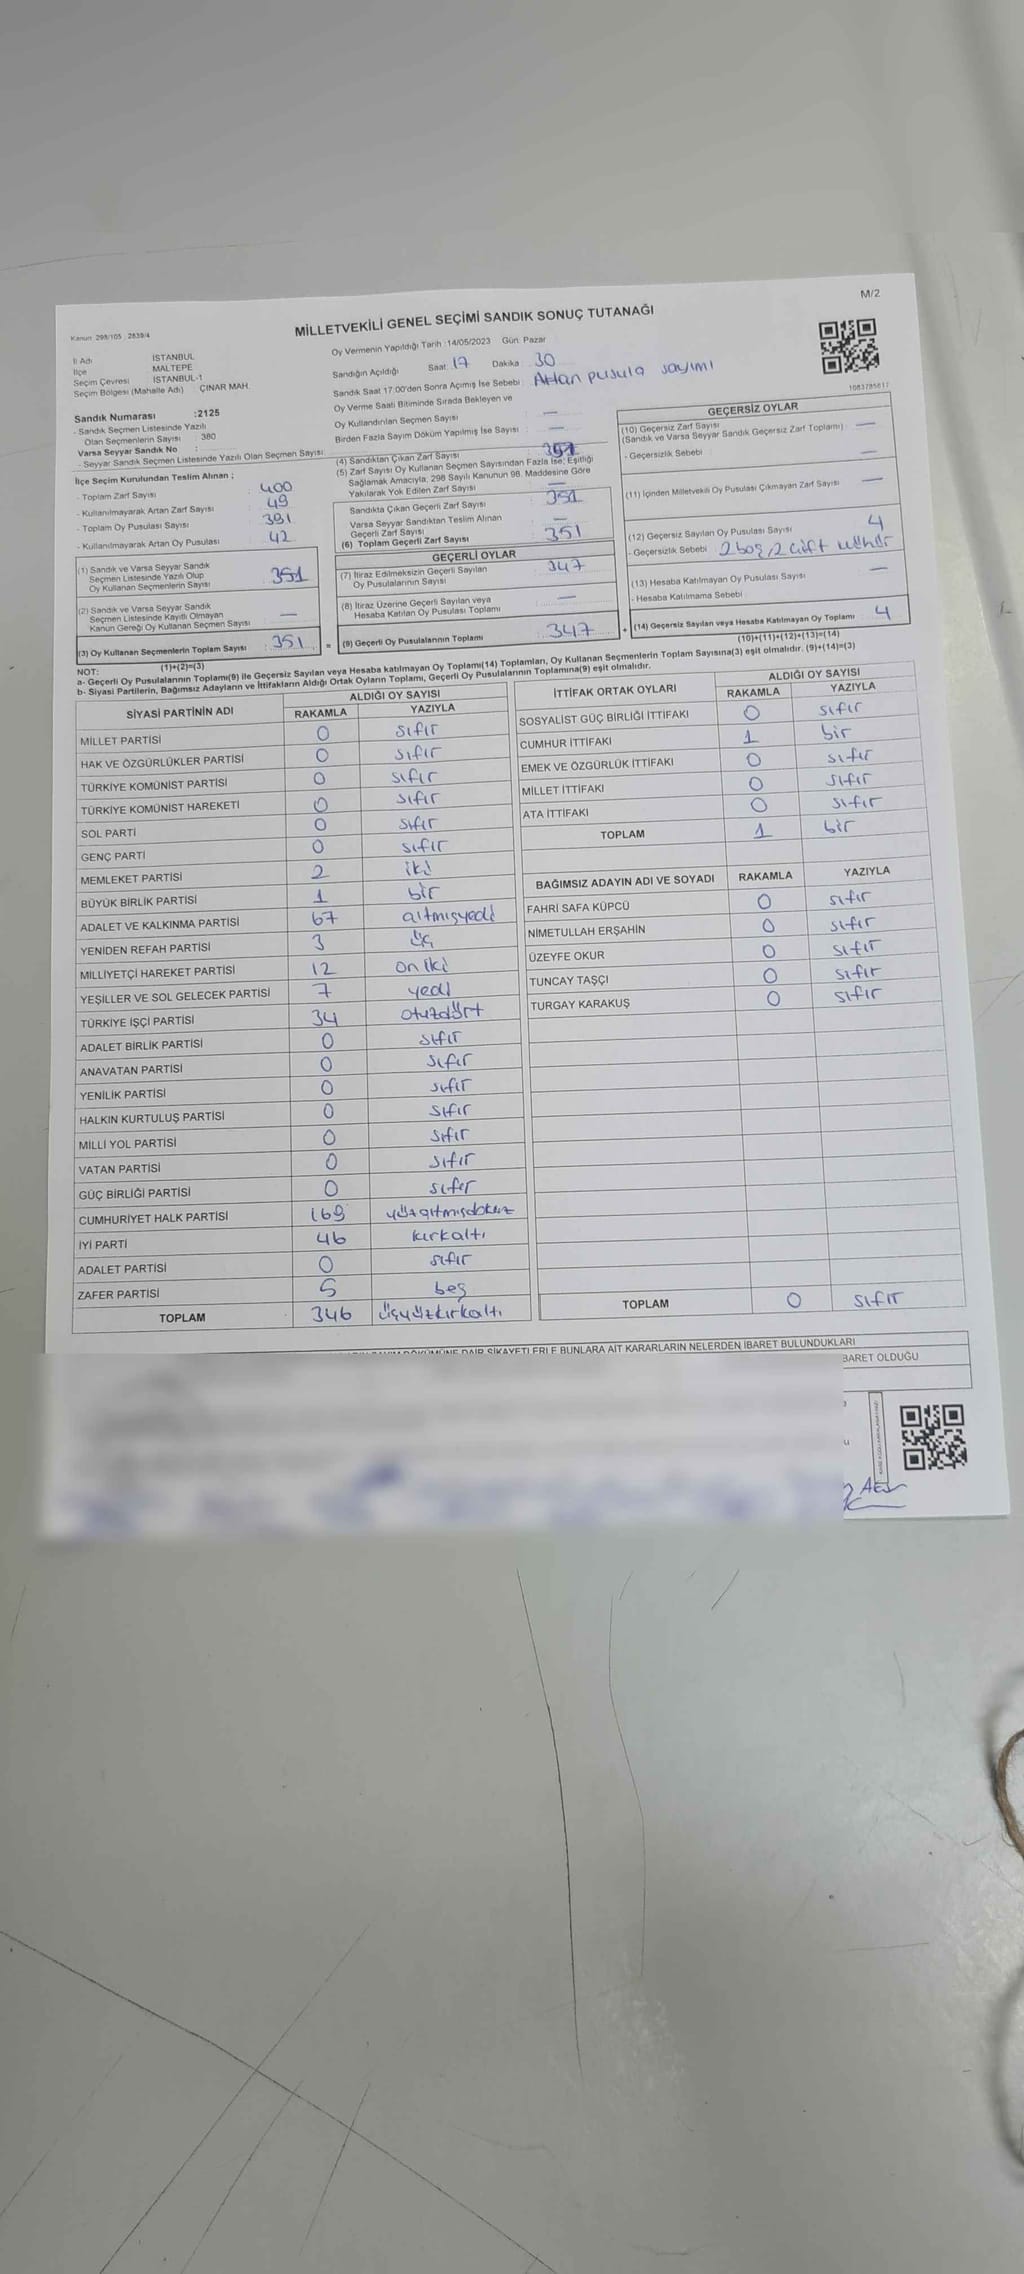 M/2
Kanun 298/105 2839/4
MİLLETVEKİLİ GENEL SEÇİMİ SANDIK SONUÇ TUTANAĞI
İl Adı İSTANBUL
İlçe MALTEPE
Seçim Çevresi İSTANBUL-1
Seçim Bölgesi (Mahalle Adı) ÇINAR MAH.
Sandık Numarası :2125
- Sandık Seçmen Listesinde Yazılı
Olan Seçmenlerin Sayısı : 380
Varsa Seyyar Sandık No :
- Seyyar Sandık Seçmen Listesinde Yazılı Olan Seçmen Sayısı:
İlçe Seçim Kurulundan Teslim Alınan ;
- Toplam Zarf Sayısı : 400
- Kullanılmayarak Artan Zarf Sayısı : 49
- Toplam Oy Pusulası Sayısı : 391
- Kullanılmayarak Artan Oy Pusulası : 42
(1) Sandık ve Varsa Seyyar Sandık
Seçmen Listesinde Yazılı Olup
Oy Kullanan Seçmenlerin Sayısı : 351
(2) Sandık ve Varsa Seyyar Sandık
Seçmen Listesinde Kayıtlı Olmayan
Kanun Gereği Oy Kullanan Seçmen Sayısı : —
(3) Oy Kullanan Seçmenlerin Toplam Sayısı : 351
(1)+(2)=(3)
Oy Vermenin Yapıldığı Tarih :14/05/2023 Gün: Pazar
Sandığın Açıldığı Saat: 17 Dakika : 30
Sandık Saat 17:00'den Sonra Açılmış İse Sebebi : Artan pusula sayımı
Oy Verme Saati Bitiminde Sırada Bekleyen ve
Oy Kullandırılan Seçmen Sayısı : —
Birden Fazla Sayım Döküm Yapılmış İse Sayısı : —
(4) Sandıktan Çıkan Zarf Sayısı : 351
(5) Zarf Sayısı Oy Kullanan Seçmen Sayısından Fazla İse; Eşitliği
Sağlamak Amacıyla; 298 Sayılı Kanunun 98. Maddesine Göre
Yakılarak Yok Edilen Zarf Sayısı : —
Sandıkta Çıkan Geçerli Zarf Sayısı : 351
Varsa Seyyar Sandıktan Teslim Alınan
Geçerli Zarf Sayısı : —
(6) Toplam Geçerli Zarf Sayısı : 351
GEÇERLİ OYLAR
(7) İtiraz Edilmeksizin Geçerli Sayılan
Oy Pusulalarının Sayısı : 347
(8) İtiraz Üzerine Geçerli Sayılan veya
Hesaba Katılan Oy Pusulası Toplamı : —
(9) Geçerli Oy Pusulalarının Toplamı : 347
1083785617
GEÇERSİZ OYLAR
(10) Geçersiz Zarf Sayısı
(Sandık ve Varsa Seyyar Sandık Geçersiz Zarf Toplamı) : —
- Geçersizlik Sebebi : —
(11) İçinden Milletvekili Oy Pusulası Çıkmayan Zarf Sayısı : —
(12) Geçersiz Sayılan Oy Pusulası Sayısı : 4
- Geçersizlik Sebebi : 2 boş, 2 çift mühür
(13) Hesaba Katılmayan Oy Pusulası Sayısı : —
- Hesaba Katılmama Sebebi :
(14) Geçersiz Sayılan veya Hesaba Katılmayan Oy Toplamı : 4
(10)+(11)+(12)+(13)=(14)
NOT:
a- Geçerli Oy Pusulalarının Toplamı(9) ile Geçersiz Sayılan veya Hesaba katılmayan Oy Toplamı(14) Toplamları, Oy Kullanan Seçmenlerin Toplam Sayısına(3) eşit olmalıdır. (9)+(14)=(3)
b- Siyasi Partilerin, Bağımsız Adayların ve İttifakların Aldığı Ortak Oyların Toplamı, Geçerli Oy Pusulalarının Toplamına(9) eşit olmalıdır.
SİYASİ PARTİNİN ADI ALDIĞI OY SAYISI
RAKAMLA YAZIYLA
MİLLET PARTİSİ 0 sıfır
HAK VE ÖZGÜRLÜKLER PARTİSİ 0 sıfır
TÜRKİYE KOMÜNİST PARTİSİ 0 sıfır
TÜRKİYE KOMÜNİST HAREKETİ 0 sıfır
SOL PARTİ 0 sıfır
GENÇ PARTİ 0 sıfır
MEMLEKET PARTİSİ 2 iki
BÜYÜK BİRLİK PARTİSİ 1 bir
ADALET VE KALKINMA PARTİSİ 67 altmışyedi
YENİDEN REFAH PARTİSİ 3 üç
MİLLİYETÇİ HAREKET PARTİSİ 12 oniki
YEŞİLLER VE SOL GELECEK PARTİSİ 7 yedi
TÜRKİYE İŞÇİ PARTİSİ 34 otuzdört
ADALET BİRLİK PARTİSİ 0 sıfır
ANAVATAN PARTİSİ 0 sıfır
YENİLİK PARTİSİ 0 sıfır
HALKIN KURTULUŞ PARTİSİ 0 sıfır
MİLLİ YOL PARTİSİ 0 sıfır
VATAN PARTİSİ 0 sıfır
GÜÇ BİRLİĞİ PARTİSİ 0 sıfır
CUMHURİYET HALK PARTİSİ 169 yüzaltmışdokuz
İYİ PARTİ 46 kırkaltı
ADALET PARTİSİ 0 sıfır
ZAFER PARTİSİ 5 beş
TOPLAM 346 üçyüzkırkaltı
İTTİFAK ORTAK OYLARI ALDIĞI OY SAYISI
RAKAMLA YAZIYLA
SOSYALİST GÜÇ BİRLİĞİ İTTİFAKI 0 sıfır
CUMHUR İTTİFAKI 1 bir
EMEK VE ÖZGÜRLÜK İTTİFAKI 0 sıfır
MİLLET İTTİFAKI 0 sıfır
ATA İTTİFAKI 0 sıfır
TOPLAM 1 bir
BAĞIMSIZ ADAYIN ADI VE SOYADI RAKAMLA YAZIYLA
FAHRİ SAFA KÜPCÜ 0 sıfır
NİMETULLAH ERŞAHİN 0 sıfır
ÜZEYFE OKUR 0 sıfır
TUNCAY TAŞÇI 0 sıfır
TURGAY KARAKUŞ 0 sıfır
TOPLAM 0 sıfır
DÖKÜMÜNE DAİR ŞİKAYETLERLE BUNLARA AİT KARARLARIN NELERDEN İBARET BULUNDUKLARI
BARET OLDUĞU